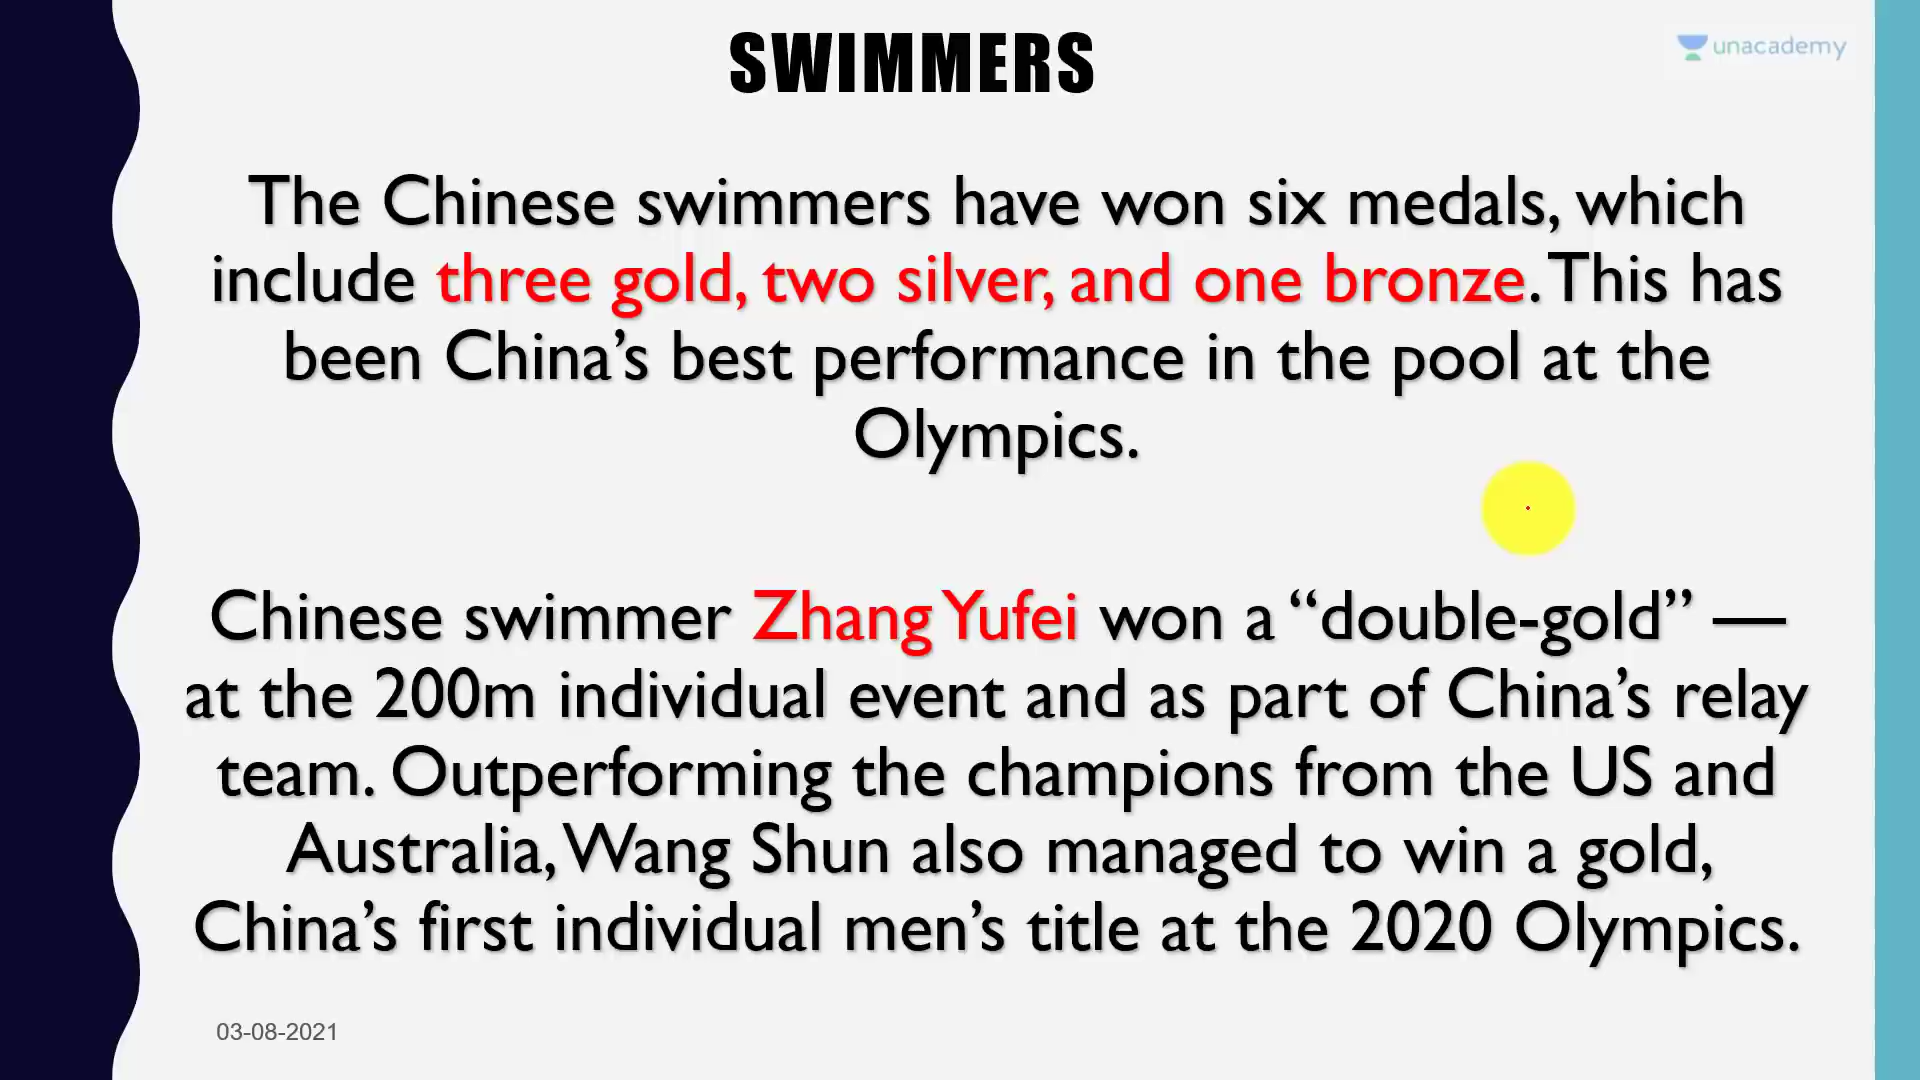 SWIMMERS
unacademy
The Chinese swimmers have won six medals, which
include three gold, two silver, and one bronze. This has
been China’s best performance in the pool at the
Olympics.
Chinese swimmer Zhang Yufei won a “double-gold” —
at the 200m individual event and as part of China’s relay
team. Outperforming the champions from the US and
Australia, Wang Shun also managed to win a gold,
China’s first individual men’s title at the 2020 Olympics.
03-08-2021